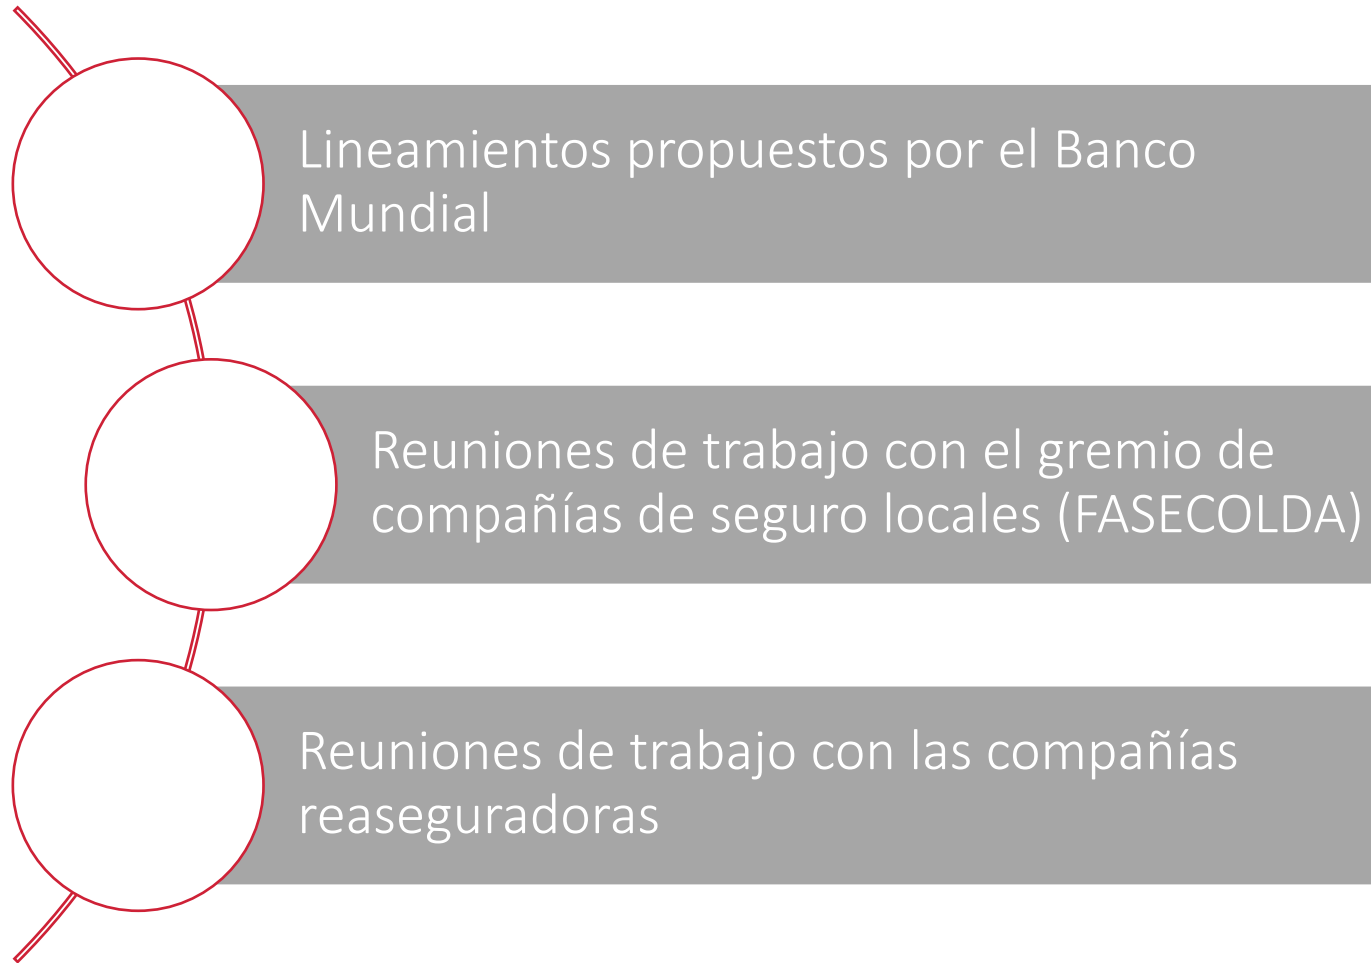 Lineamientos propuestos por el Banco
Mundial
Reuniones de trabajo con el gremio de
compañías de seguro locales (FASECOLDA)
Reuniones de trabajo con las compañías
reaseguradoras